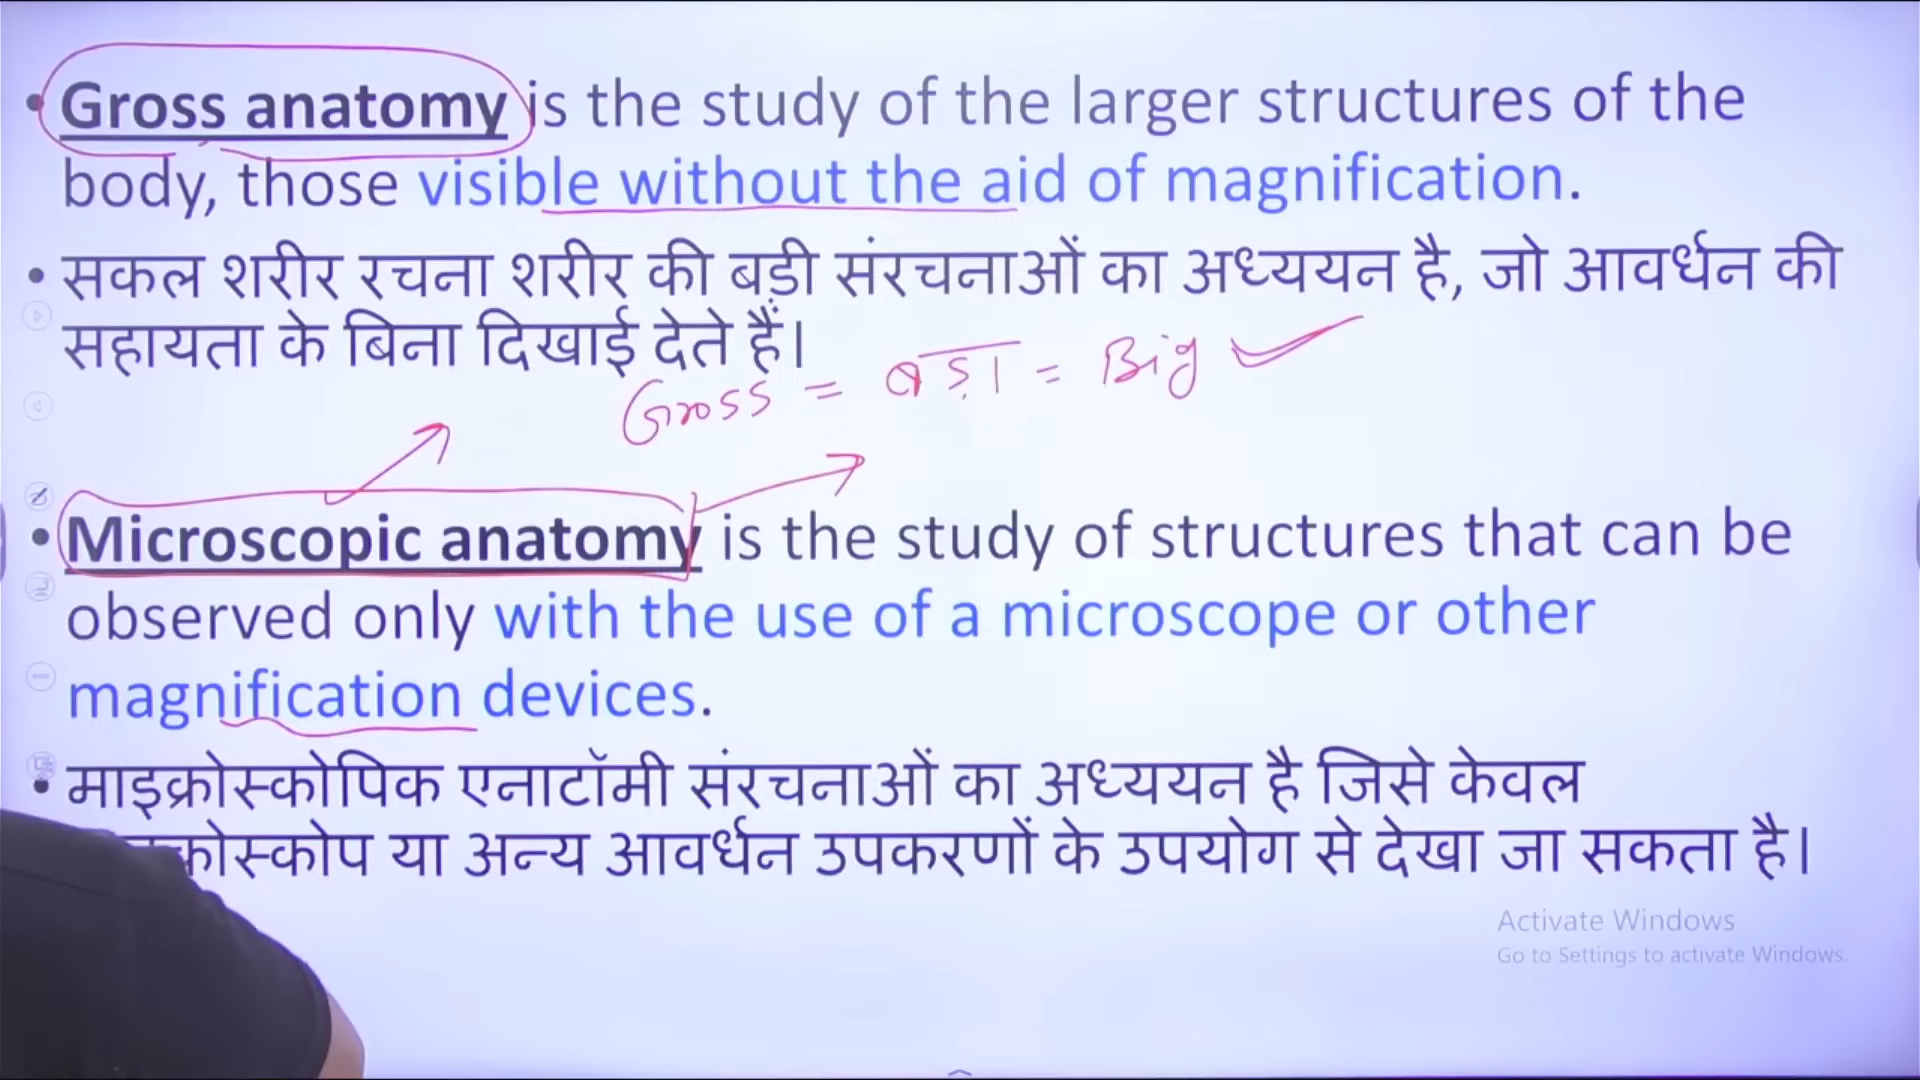 • Gross anatomy is the study of the larger structures of the
body, those visible without the aid of magnification.
• सकल शरीर रचना शरीर की बड़ी संरचनाओं का अध्ययन है, जो आवर्धन की
सहायता के बिना दिखाई देते हैं।
Gross = बड़ा = Big
• Microscopic anatomy is the study of structures that can be
observed only with the use of a microscope or other
magnification devices.
• माइक्रोस्कोपिक एनाटॉमी संरचनाओं का अध्ययन है जिसे केवल
या अन्य आवर्धन उपकरणों के उपयोग से देखा जा सकता है।
Activate Windows
Go to Settings to activate Windows.